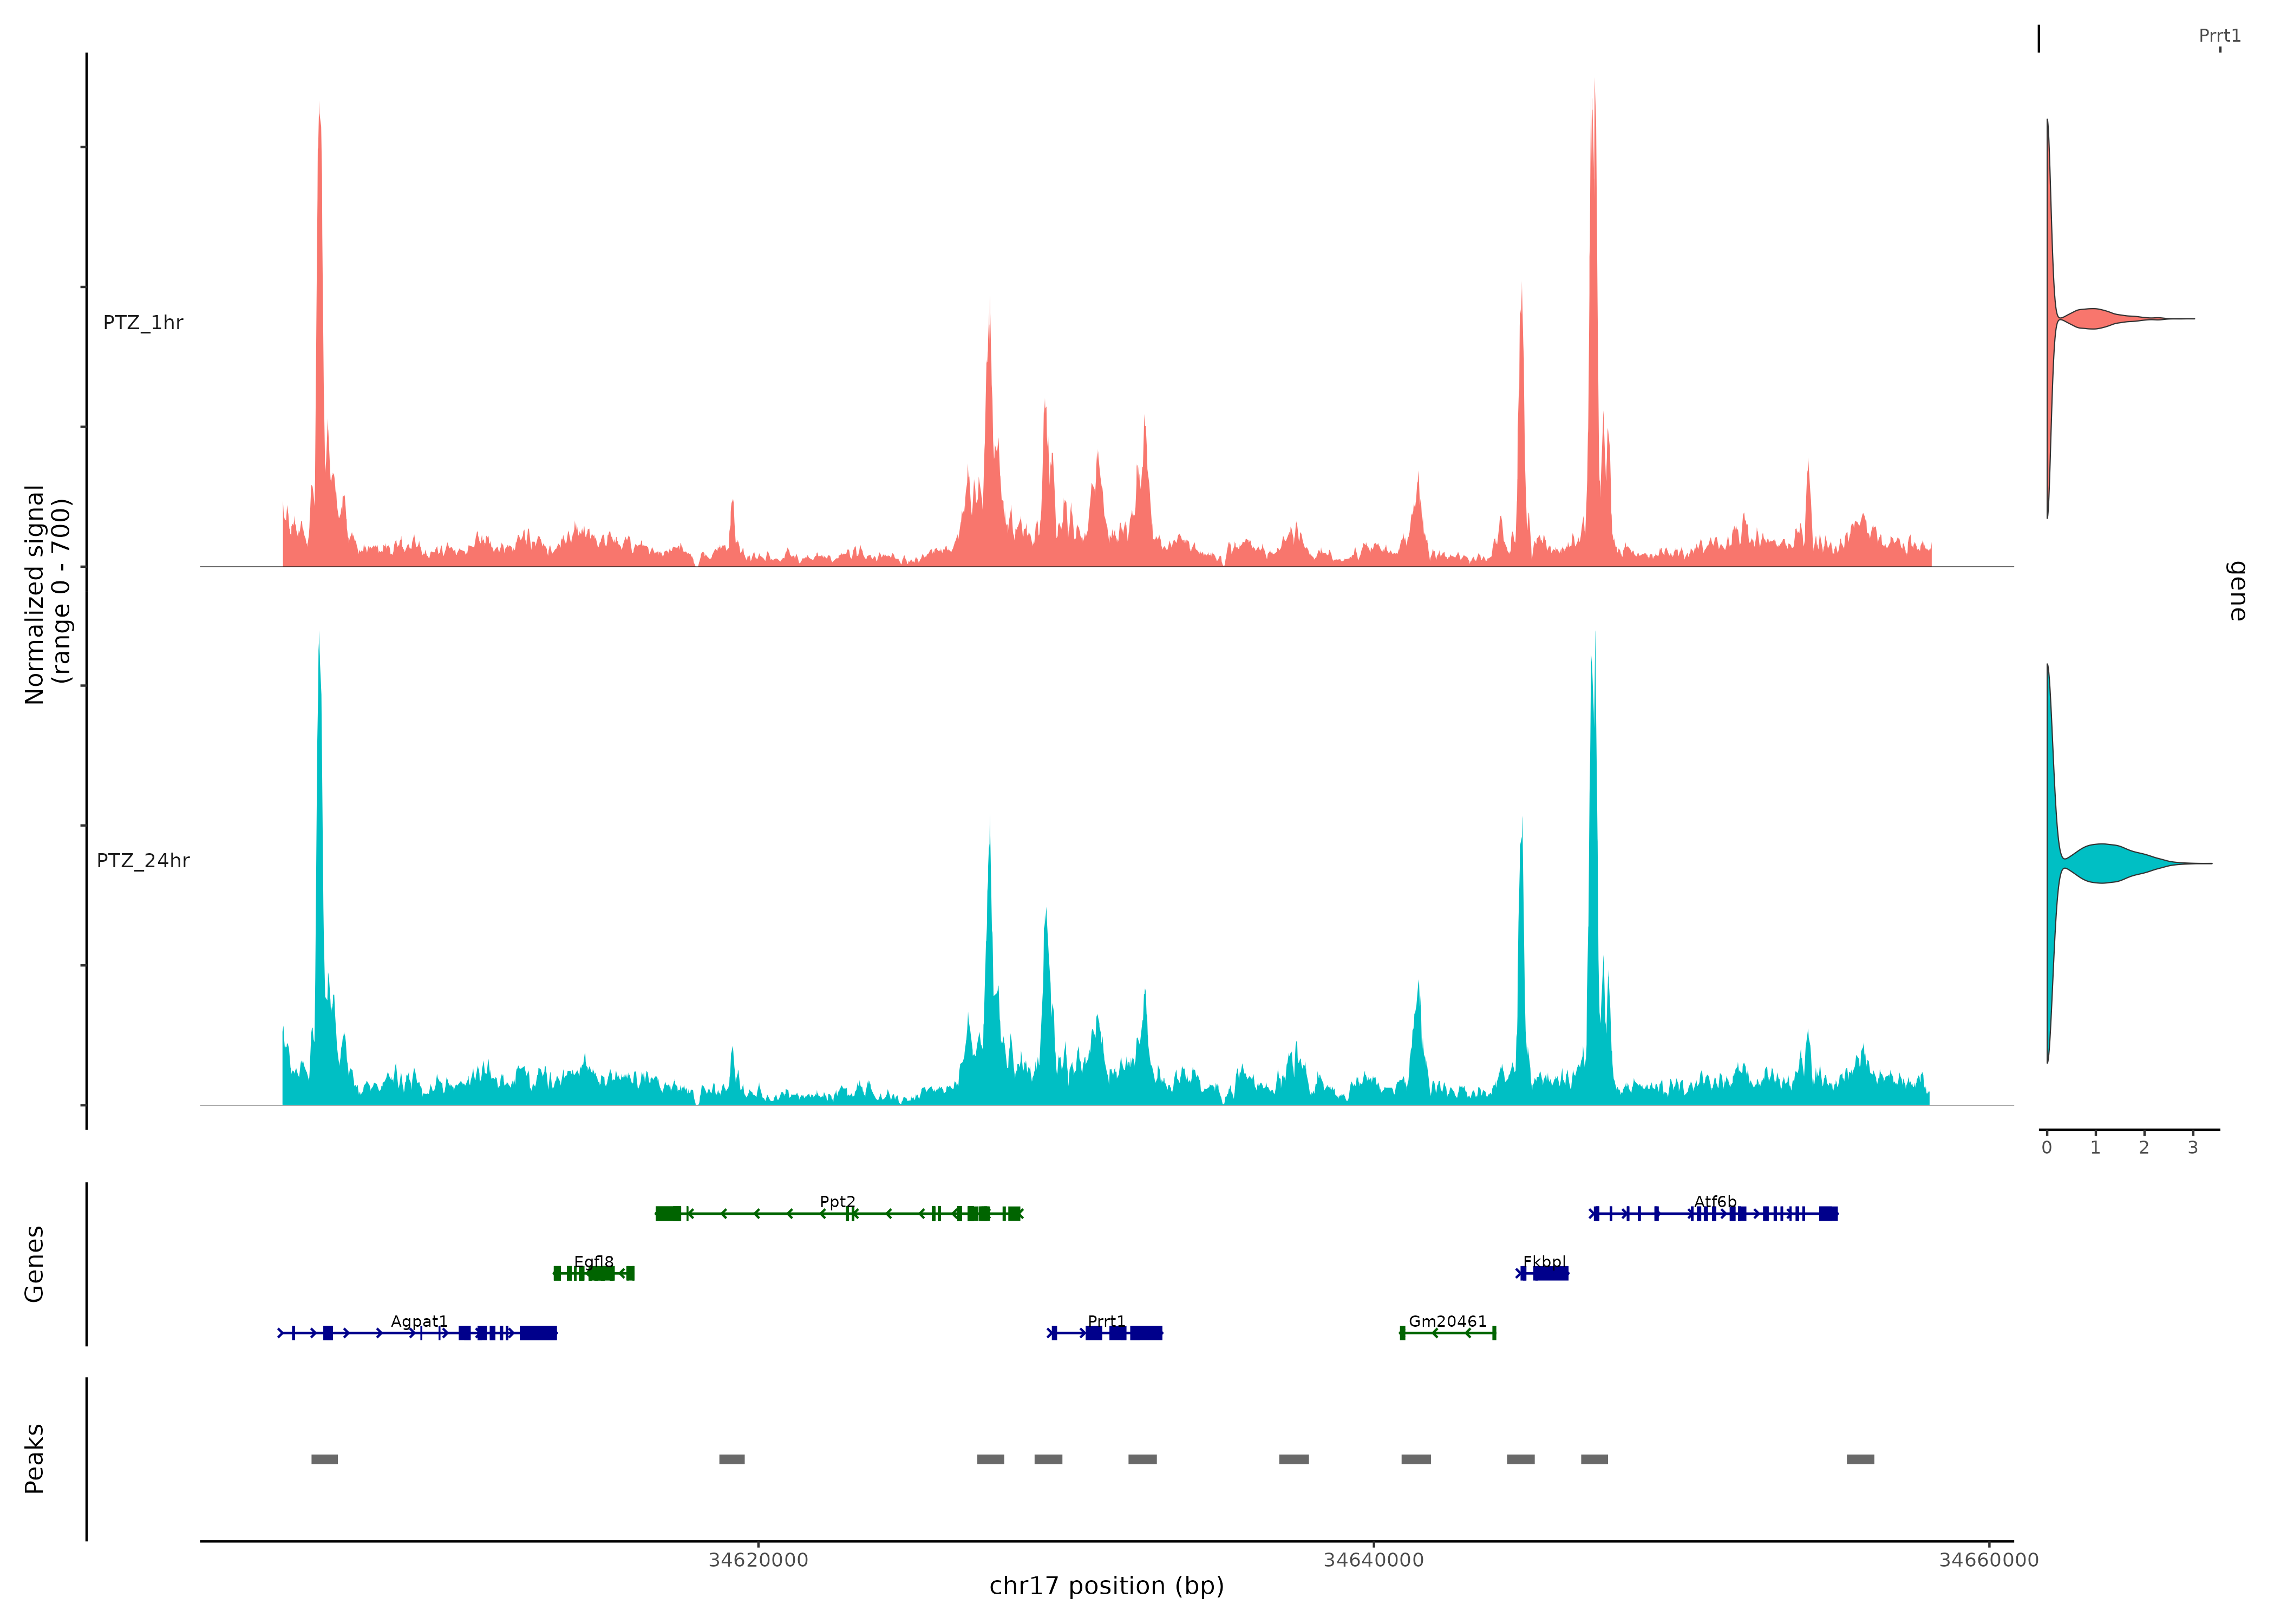 Prrt1
PTZ_1hr
Normalized signal
(range 0 - 700)
gene
PTZ_24hr
0 1 2 3
Genes
Ppt2
Atf6b
Egfl8
Fkbpl
Agpat1
Prrt1
Gm20461
Peaks
34620000 34640000 34660000
chr17 position (bp)